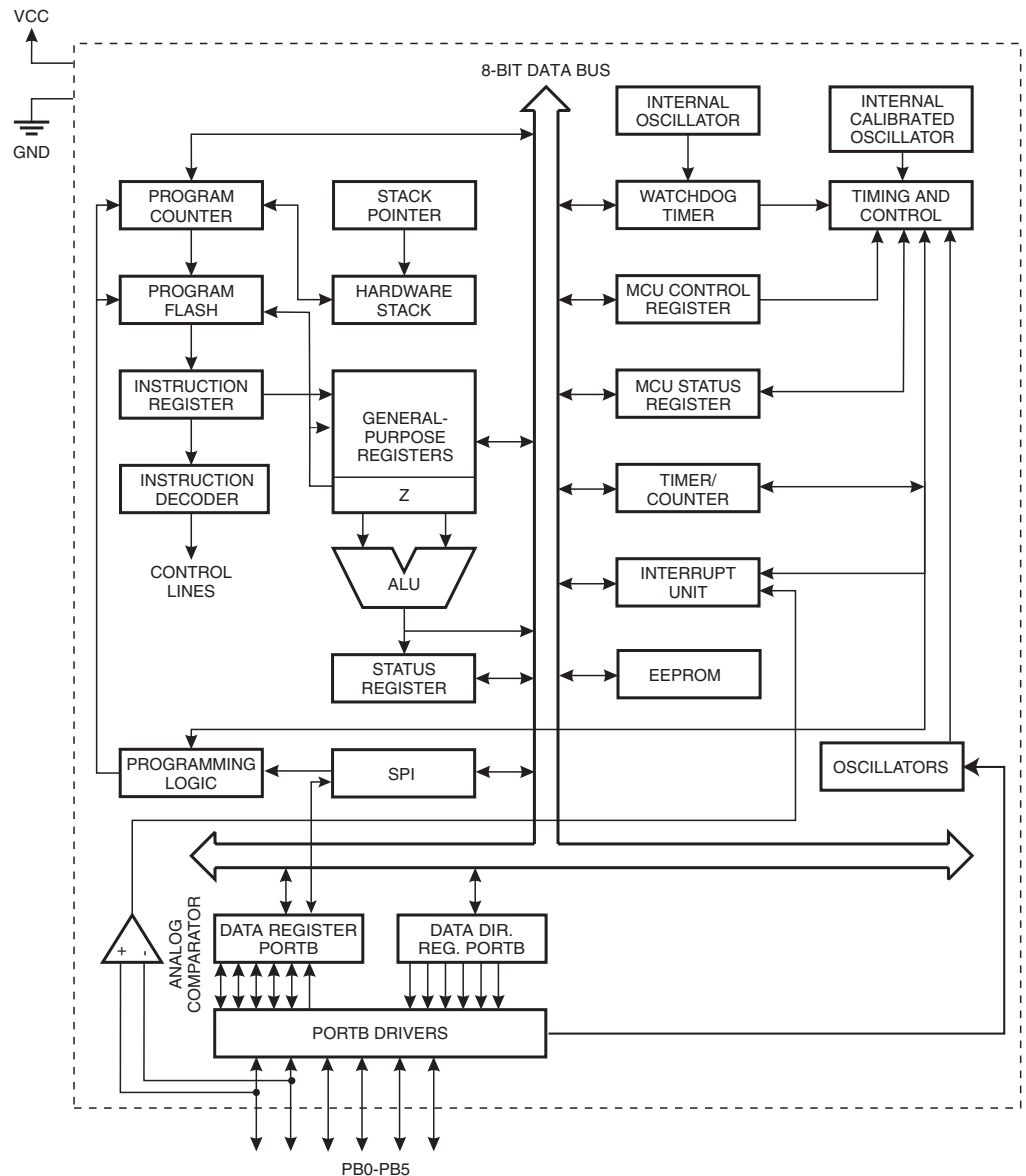 VCC
GND
8-BIT DATA BUS
INTERNAL
OSCILLATOR
INTERNAL
CALIBRATED
OSCILLATOR
PROGRAM
COUNTER
STACK
POINTER
WATCHDOG
TIMER
TIMING AND
CONTROL
PROGRAM
FLASH
HARDWARE
STACK
MCU CONTROL
REGISTER
INSTRUCTION
REGISTER
GENERAL-
PURPOSE
REGISTERS
Z
MCU STATUS
REGISTER
INSTRUCTION
DECODER
TIMER/
COUNTER
CONTROL
LINES
ALU
INTERRUPT
UNIT
STATUS
REGISTER
EEPROM
PROGRAMMING
LOGIC
SPI
OSCILLATORS
ANALOG
COMPARATOR
+ -
DATA REGISTER
PORTB
DATA DIR.
REG. PORTB
PORTB DRIVERS
PB0-PB5